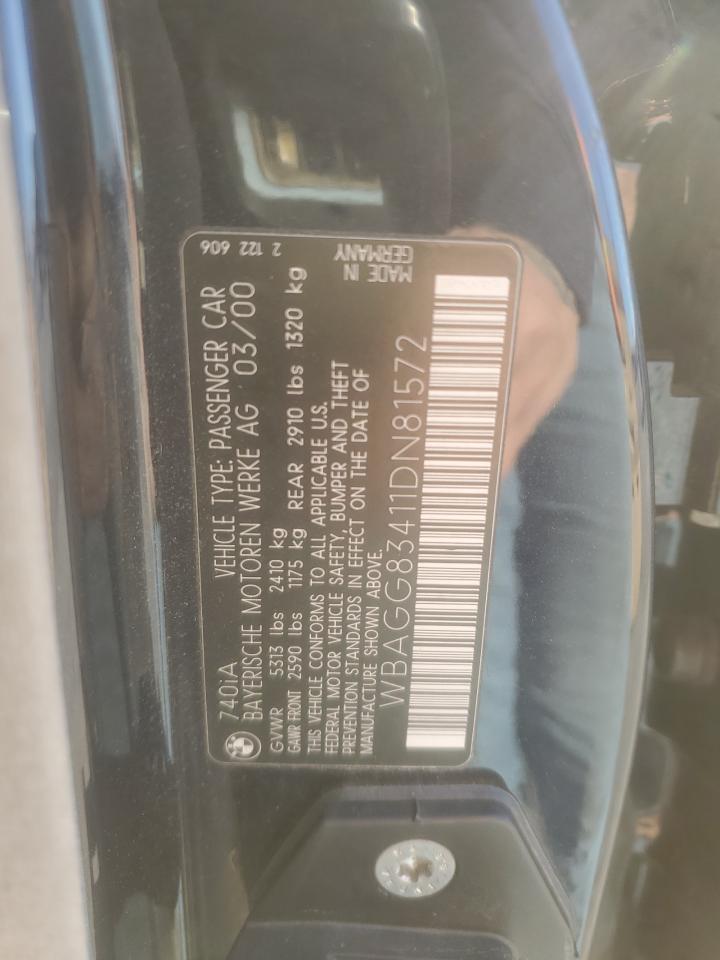 740iA VEHICLE TYPE: PASSENGER CAR 2 122 606
BAYERISCHE MOTOREN WERKE AG 03/00
GVWR 5313 lbs 2410 kg
GAWR FRONT 2590 lbs 1175 kg REAR 2910 lbs 1320 kg
THIS VEHICLE CONFORMS TO ALL APPLICABLE U.S.
FEDERAL MOTOR VEHICLE SAFETY, BUMPER AND THEFT
PREVENTION STANDARDS IN EFFECT ON THE DATE OF
MANUFACTURE SHOWN ABOVE.
MADE IN
GERMANY
WBAGG83411DN81572